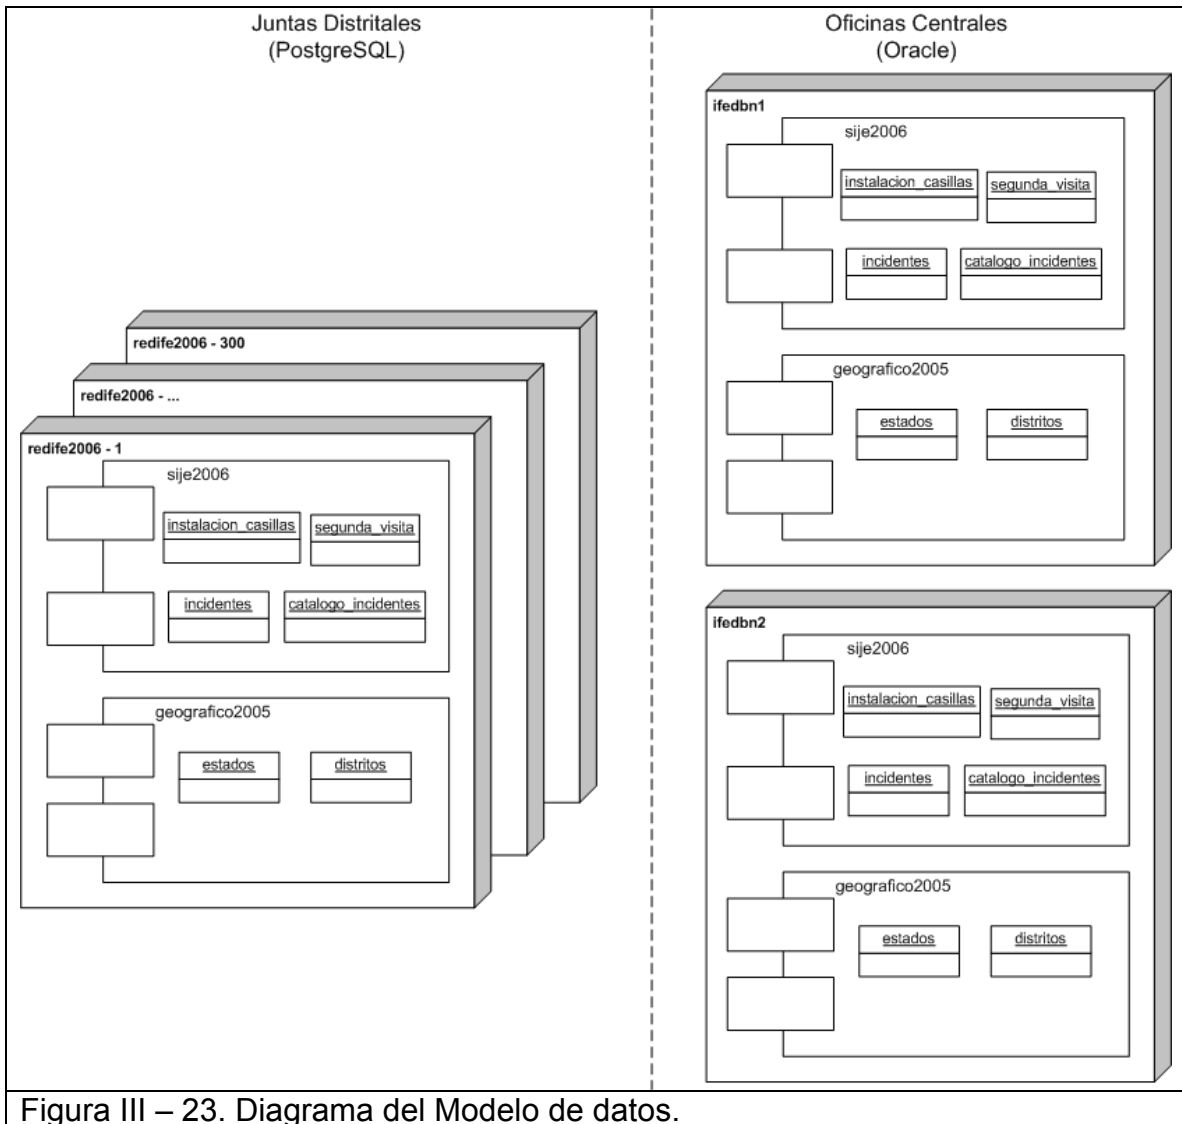 Juntas Distritales
(PostgreSQL)
redife2006 - 300
redife2006 - ...
redife2006 - 1
sije2006
instalacion_casillas
segunda_visita
incidentes
catalogo_incidentes
geografico2005
estados
distritos
Oficinas Centrales
(Oracle)
ifedbn1
sije2006
instalacion_casillas
segunda_visita
incidentes
catalogo_incidentes
geografico2005
estados
distritos
ifedbn2
sije2006
instalacion_casillas
segunda_visita
incidentes
catalogo_incidentes
geografico2005
estados
distritos
Figura III – 23. Diagrama del Modelo de datos.